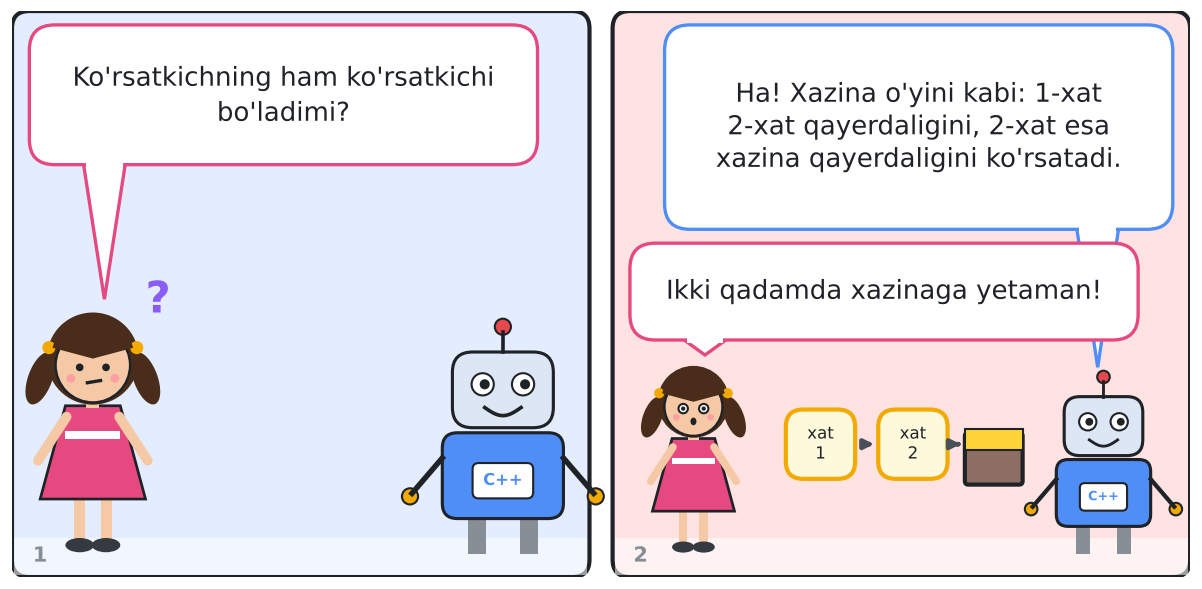 Ko'rsatkichning ham ko'rsatkichi
bo'ladimi?
?
C++
1
Ha! Xazina o'yini kabi: 1-xat
2-xat qayerdaligini, 2-xat esa
xazina qayerdaligini ko'rsatadi.
Ikki qadamda xazinaga yetaman!
xat
1
xat
2
C++
2